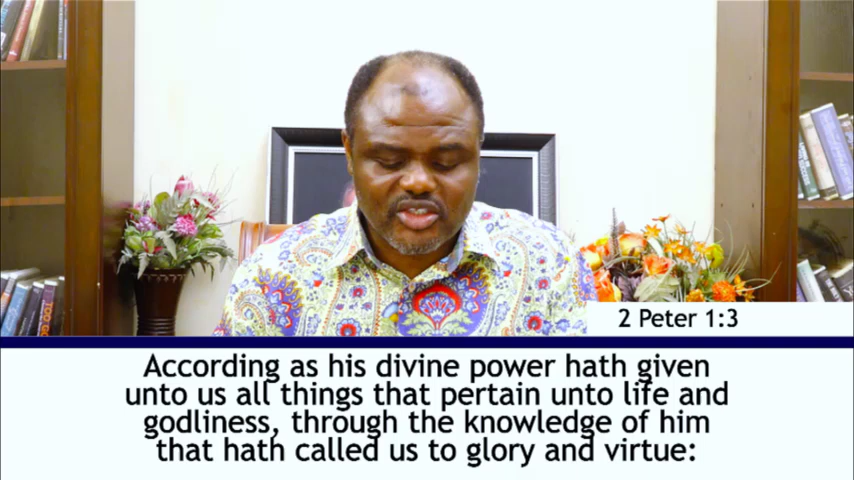 2 Peter 1:3
According as his divine power hath given
unto us all things that pertain unto life and
godliness, through the knowledge of him
that hath called us to glory and virtue: